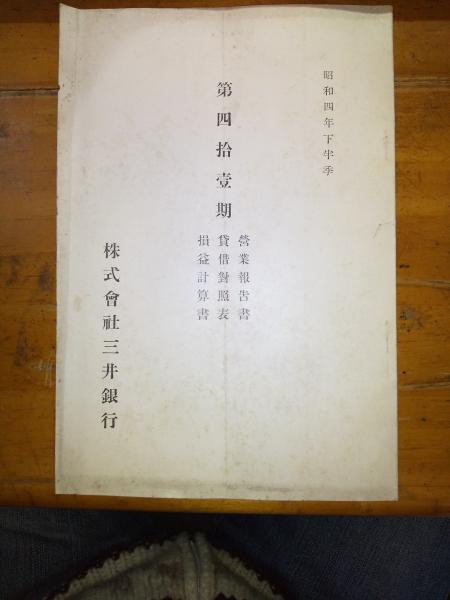 昭和四年下半季
第四拾壹期
營業報告書
貸借對照表
損益計算書
株式會社三井銀行